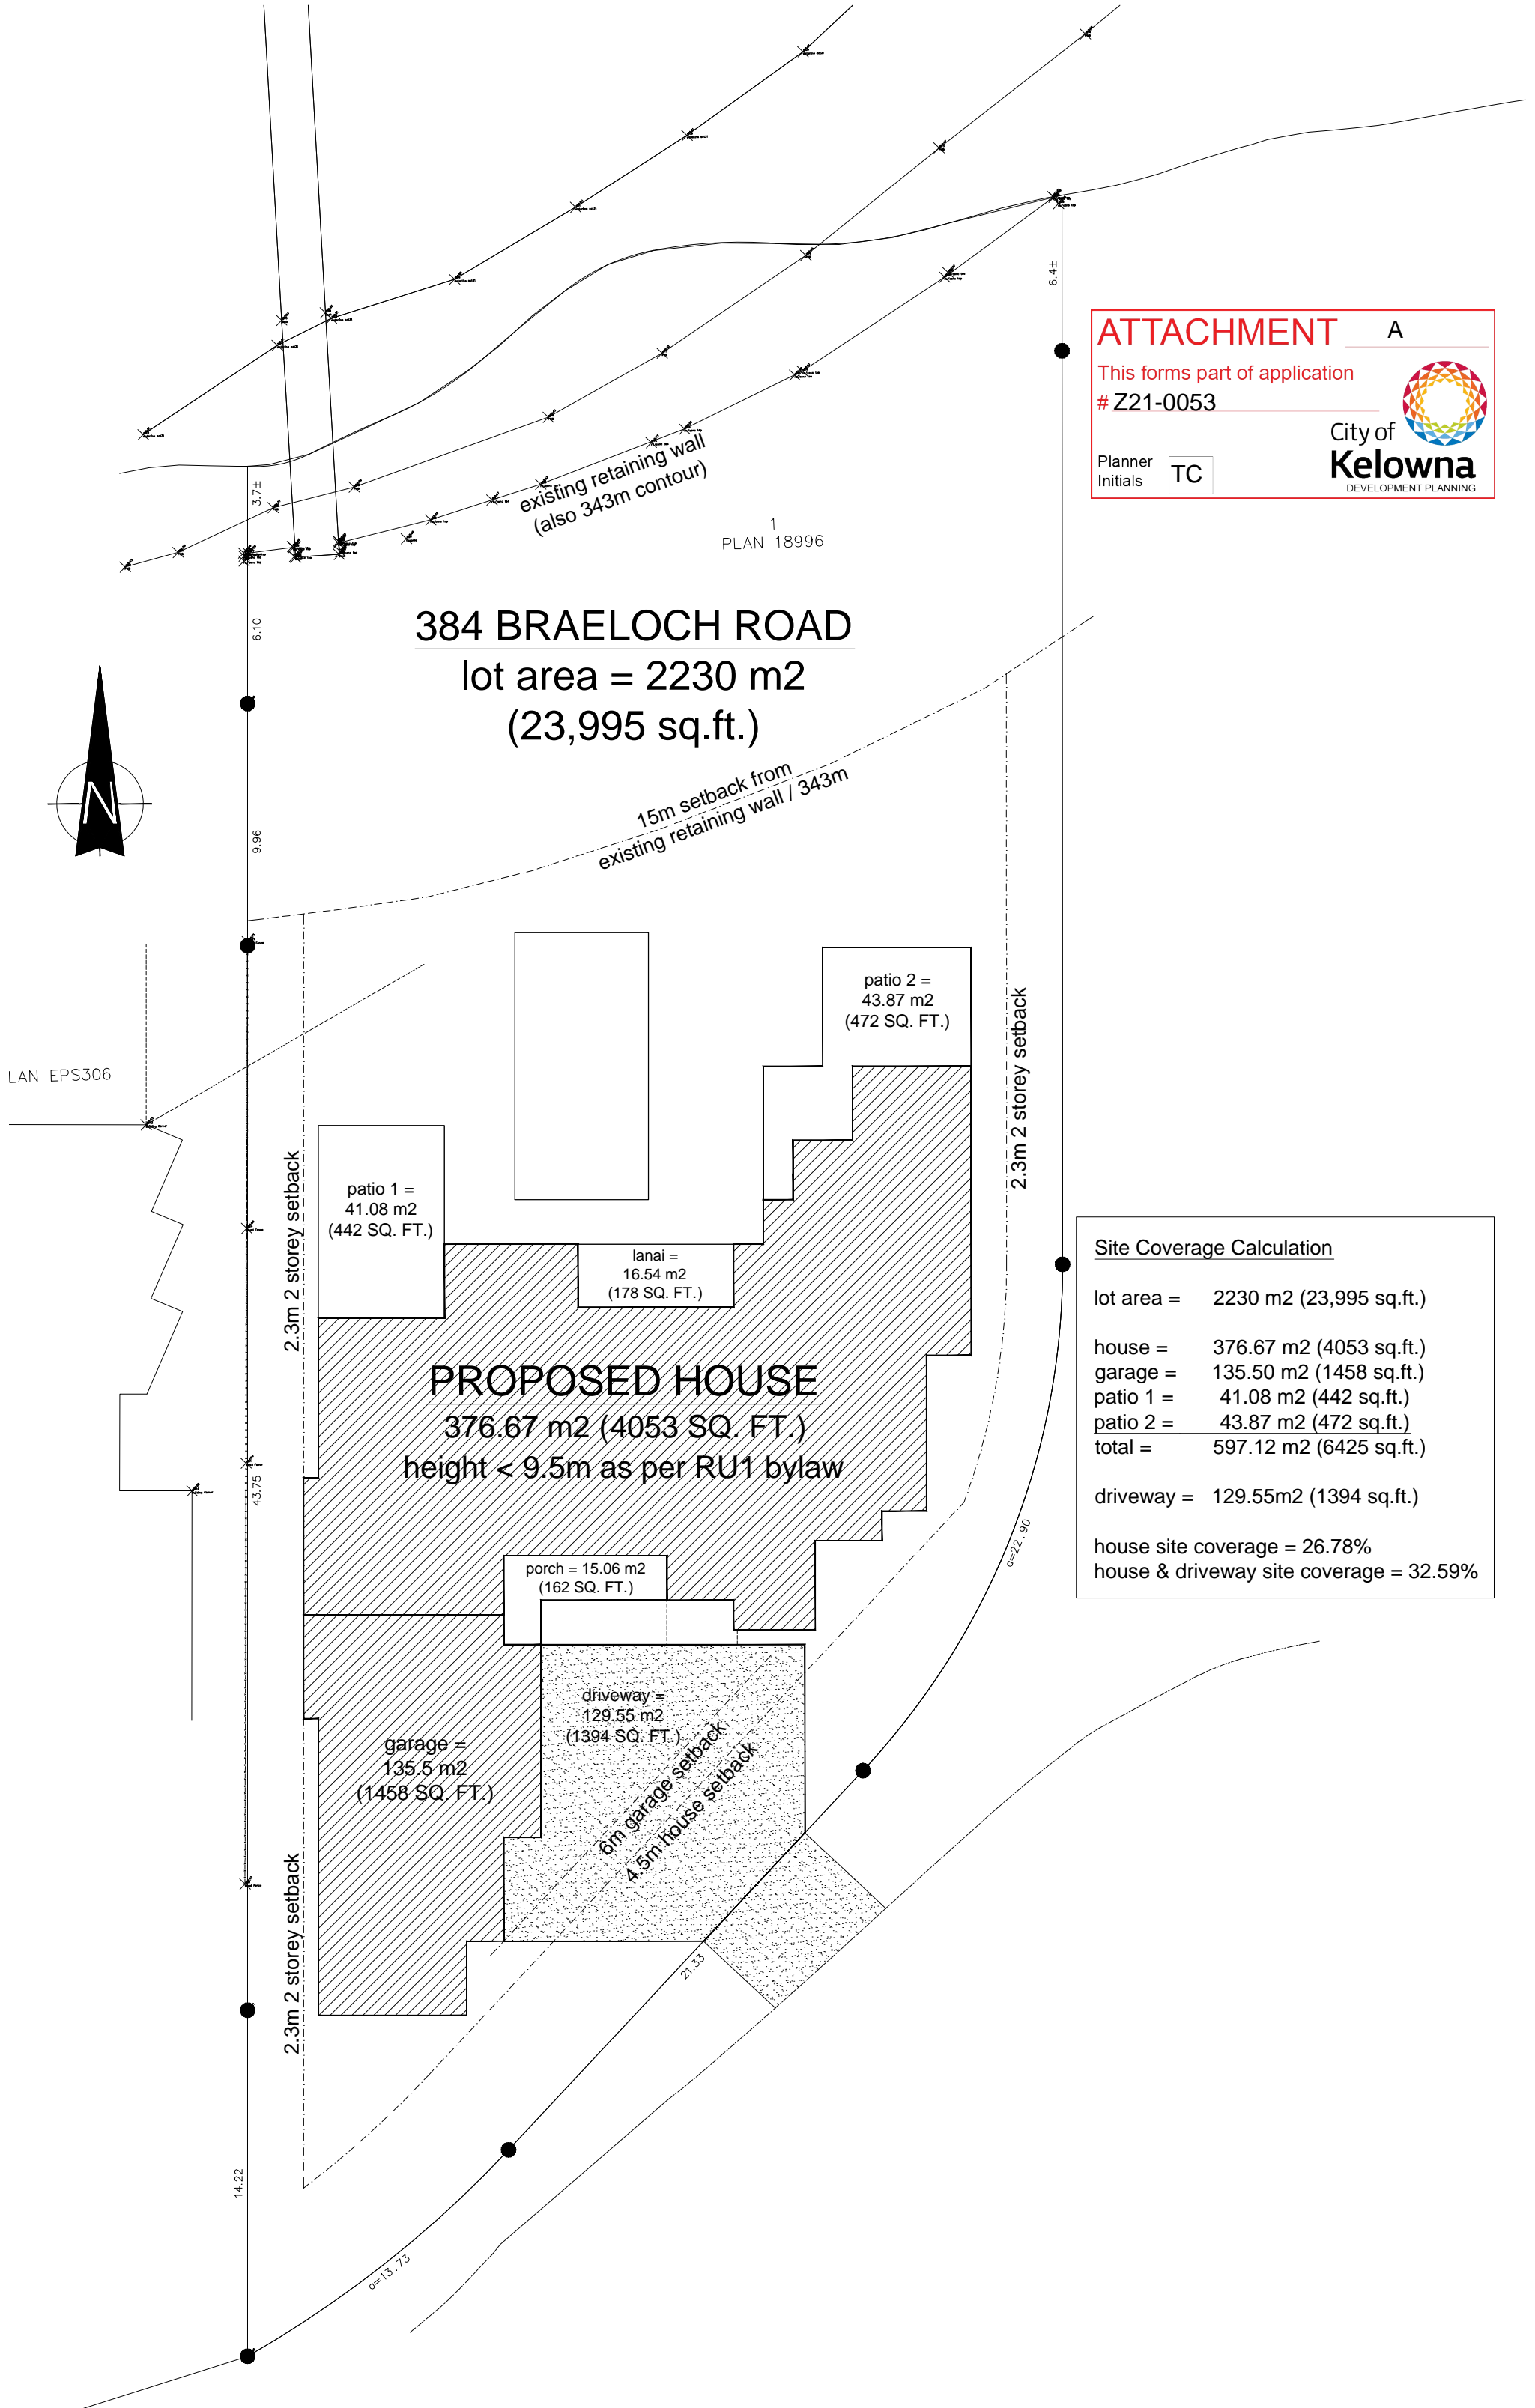 6.4±
ATTACHMENT A
This forms part of application
# Z21-0053
City of
Kelowna
DEVELOPMENT PLANNING
Planner
Initials TC
3.7±
existing retaining wall
(also 343m contour)
1
PLAN 18996
6.10
384 BRAELOCH ROAD
lot area = 2230 m2
(23,995 sq.ft.)
N
9.96
15m setback from
existing retaining wall / 343m
patio 2 =
43.87 m2
(472 SQ. FT.)
2.3m 2 storey setback
LAN EPS306
2.3m 2 storey setback
patio 1 =
41.08 m2
(442 SQ. FT.)
lanai =
16.54 m2
(178 SQ. FT.)
Site Coverage Calculation
lot area = 2230 m2 (23,995 sq.ft.)
house = 376.67 m2 (4053 sq.ft.)
garage = 135.50 m2 (1458 sq.ft.)
patio 1 = 41.08 m2 (442 sq.ft.)
patio 2 = 43.87 m2 (472 sq.ft.)
total = 597.12 m2 (6425 sq.ft.)
driveway = 129.55m2 (1394 sq.ft.)
house site coverage = 26.78%
house & driveway site coverage = 32.59%
PROPOSED HOUSE
376.67 m2 (4053 SQ. FT.)
height < 9.5m as per RU1 bylaw
43.75
a=22.90
porch = 15.06 m2
(162 SQ. FT.)
driveway =
129.55 m2
(1394 SQ. FT.)
garage =
135.5 m2
(1458 SQ. FT.)
6m garage setback
4.5m house setback
2.3m 2 storey setback
21.33
14.22
a=13.73